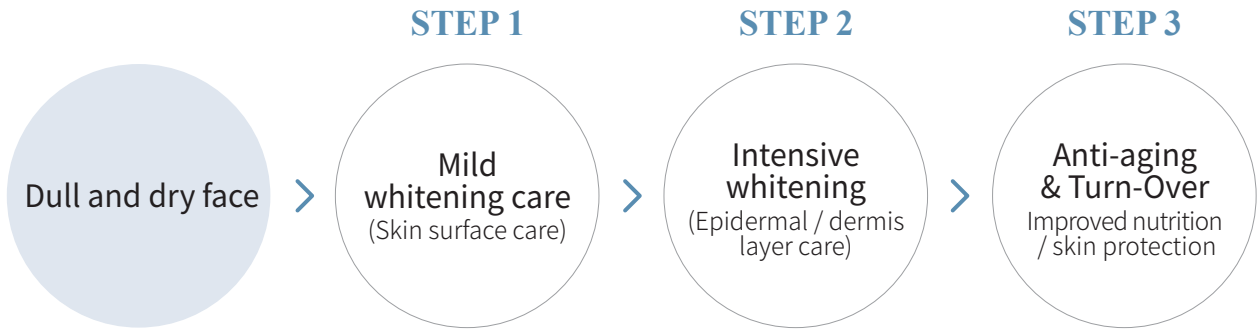 STEP 1
STEP 2
STEP 3
Dull and dry face
Mild
whitening care
(Skin surface care)
Intensive
whitening
(Epidermal / dermis
layer care)
Anti-aging
& Turn-Over
Improved nutrition
/ skin protection